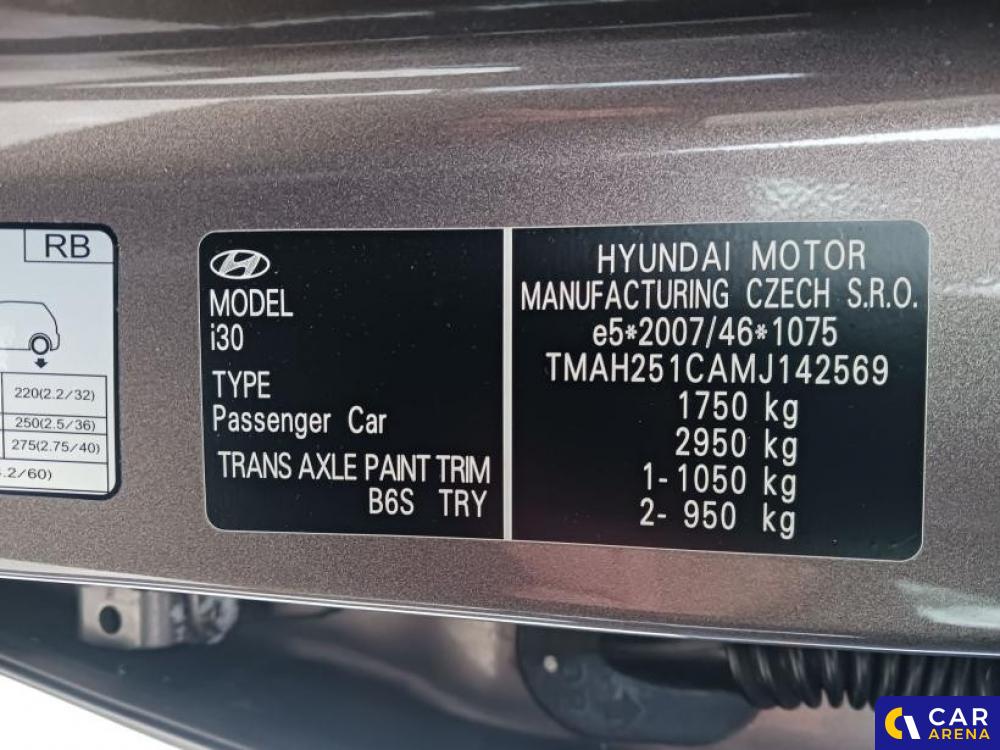 RB
220(2.2/32)
250(2.5/36)
275(2.75/40)
.2/60)
MODEL
i30
TYPE
Passenger Car
TRANS AXLE PAINT TRIM
B6S TRY
HYUNDAI MOTOR
MANUFACTURING CZECH S.R.O.
e5*2007/46*1075
TMAH251CAMJ142569
1750 kg
2950 kg
1- 1050 kg
2- 950 kg
CAR
ARENA